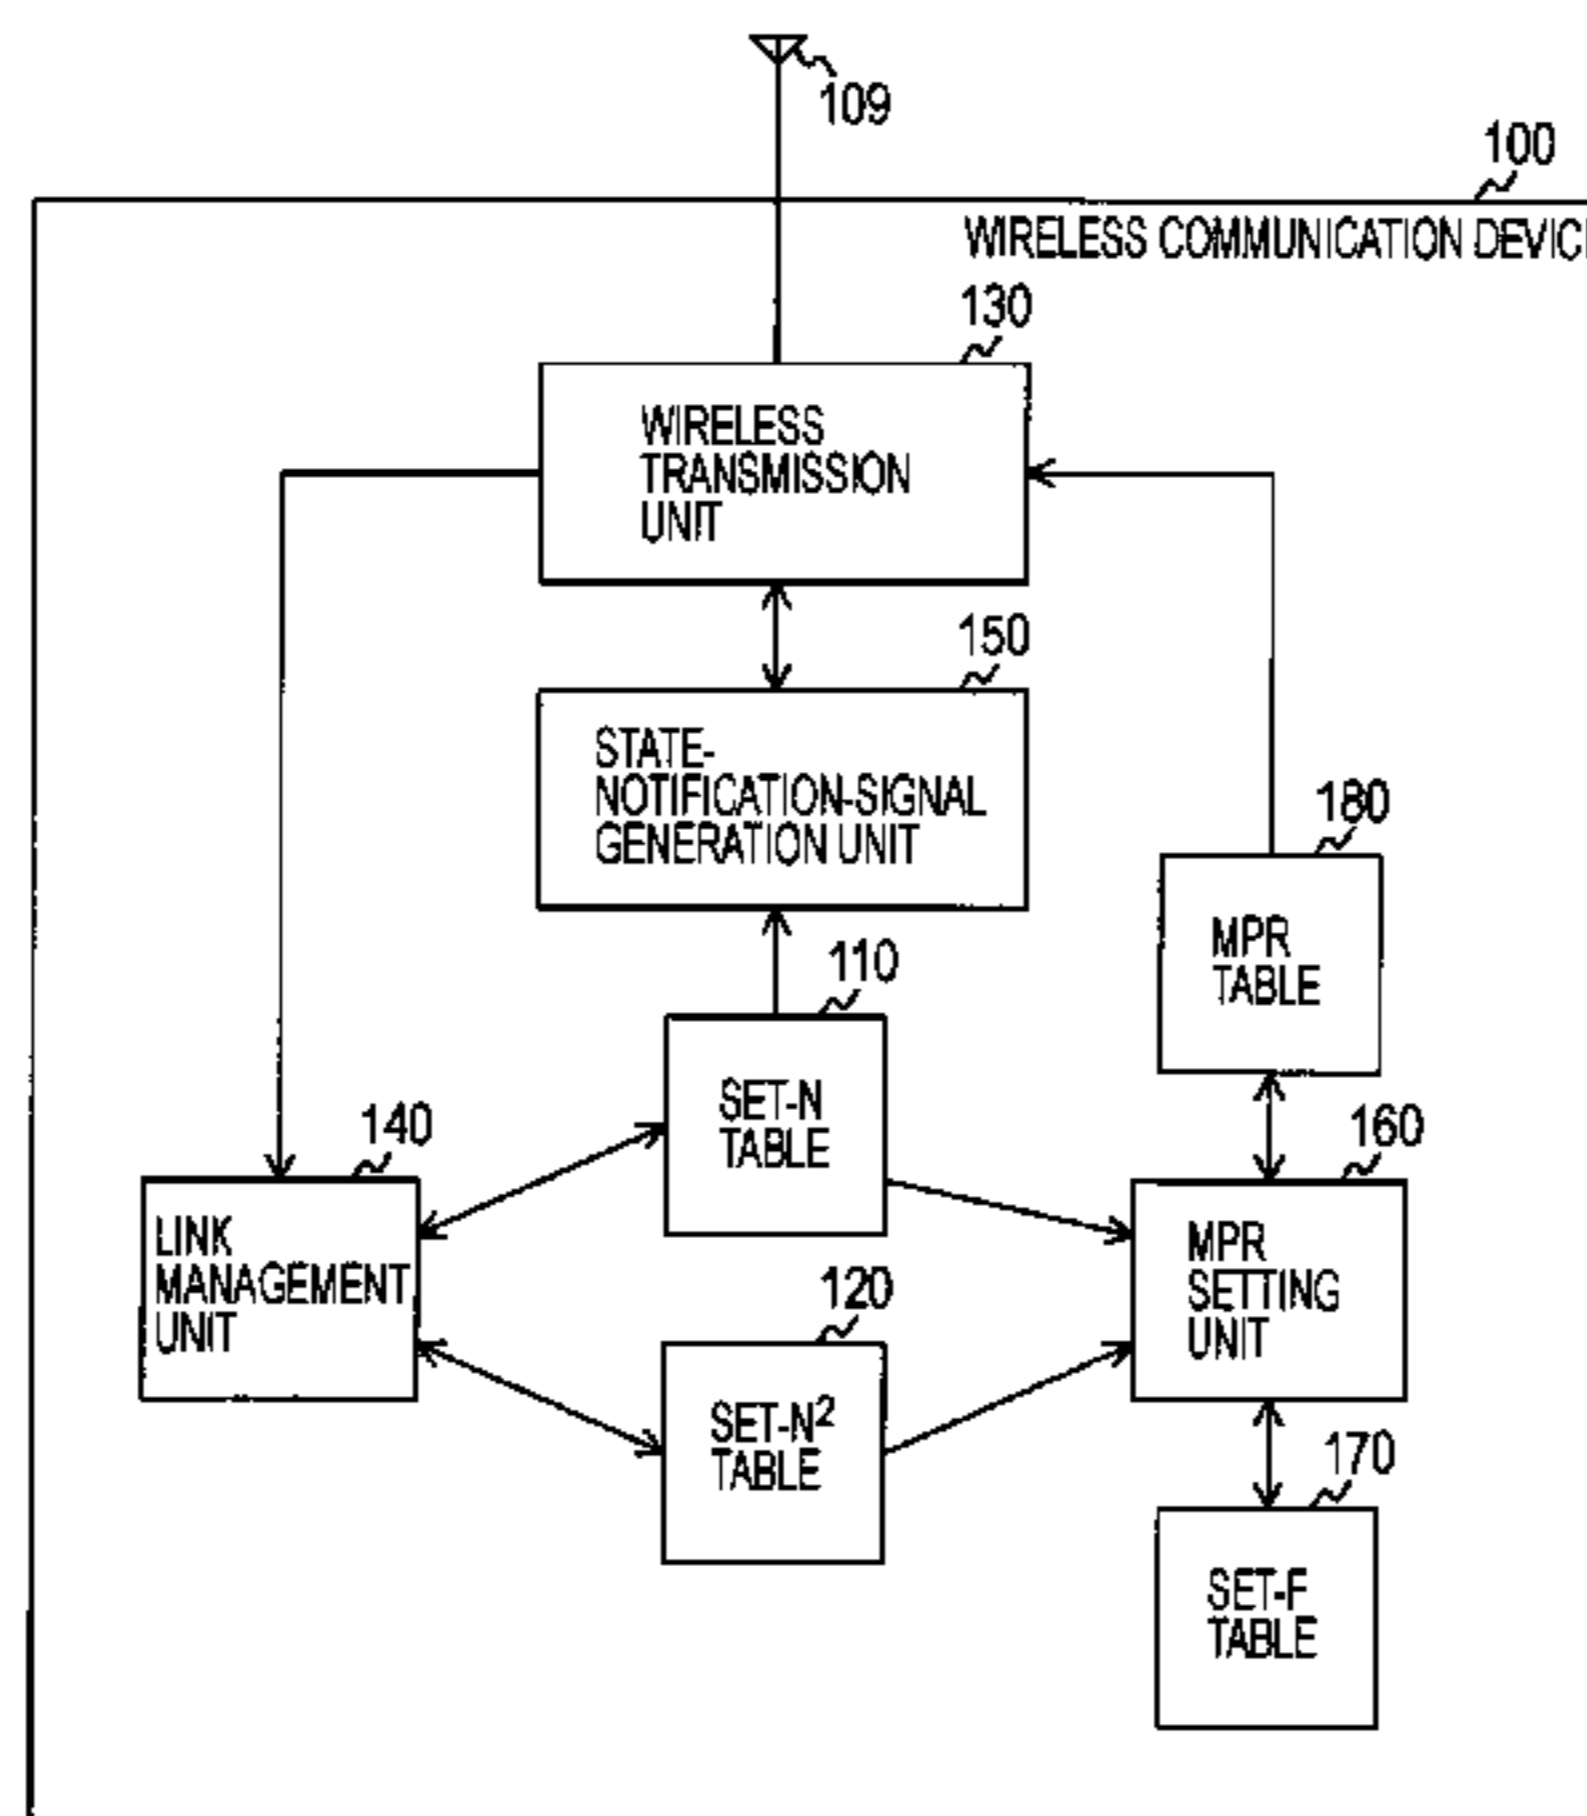 109
100
WIRELESS COMMUNICATION DEVIC
130
WIRELESS
TRANSMISSION
UNIT
150
STATE-
NOTIFICATION-SIGNAL
GENERATION UNIT
180
MPR
TABLE
110
SET-N
TABLE
140
LINK
MANAGEMENT
UNIT
160
MPR
SETTING
UNIT
120
SET-N²
TABLE
170
SET-F
TABLE